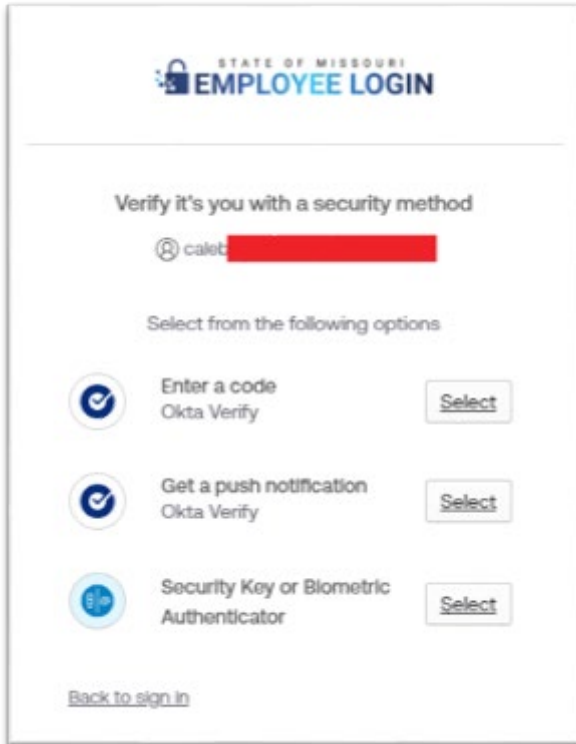 STATE OF MISSOURI
EMPLOYEE LOGIN
Verify it's you with a security method
caleb
Select from the following options
Enter a code
Okta Verify
Select
Get a push notification
Okta Verify
Select
Security Key or Biometric
Authenticator
Select
Back to sign in